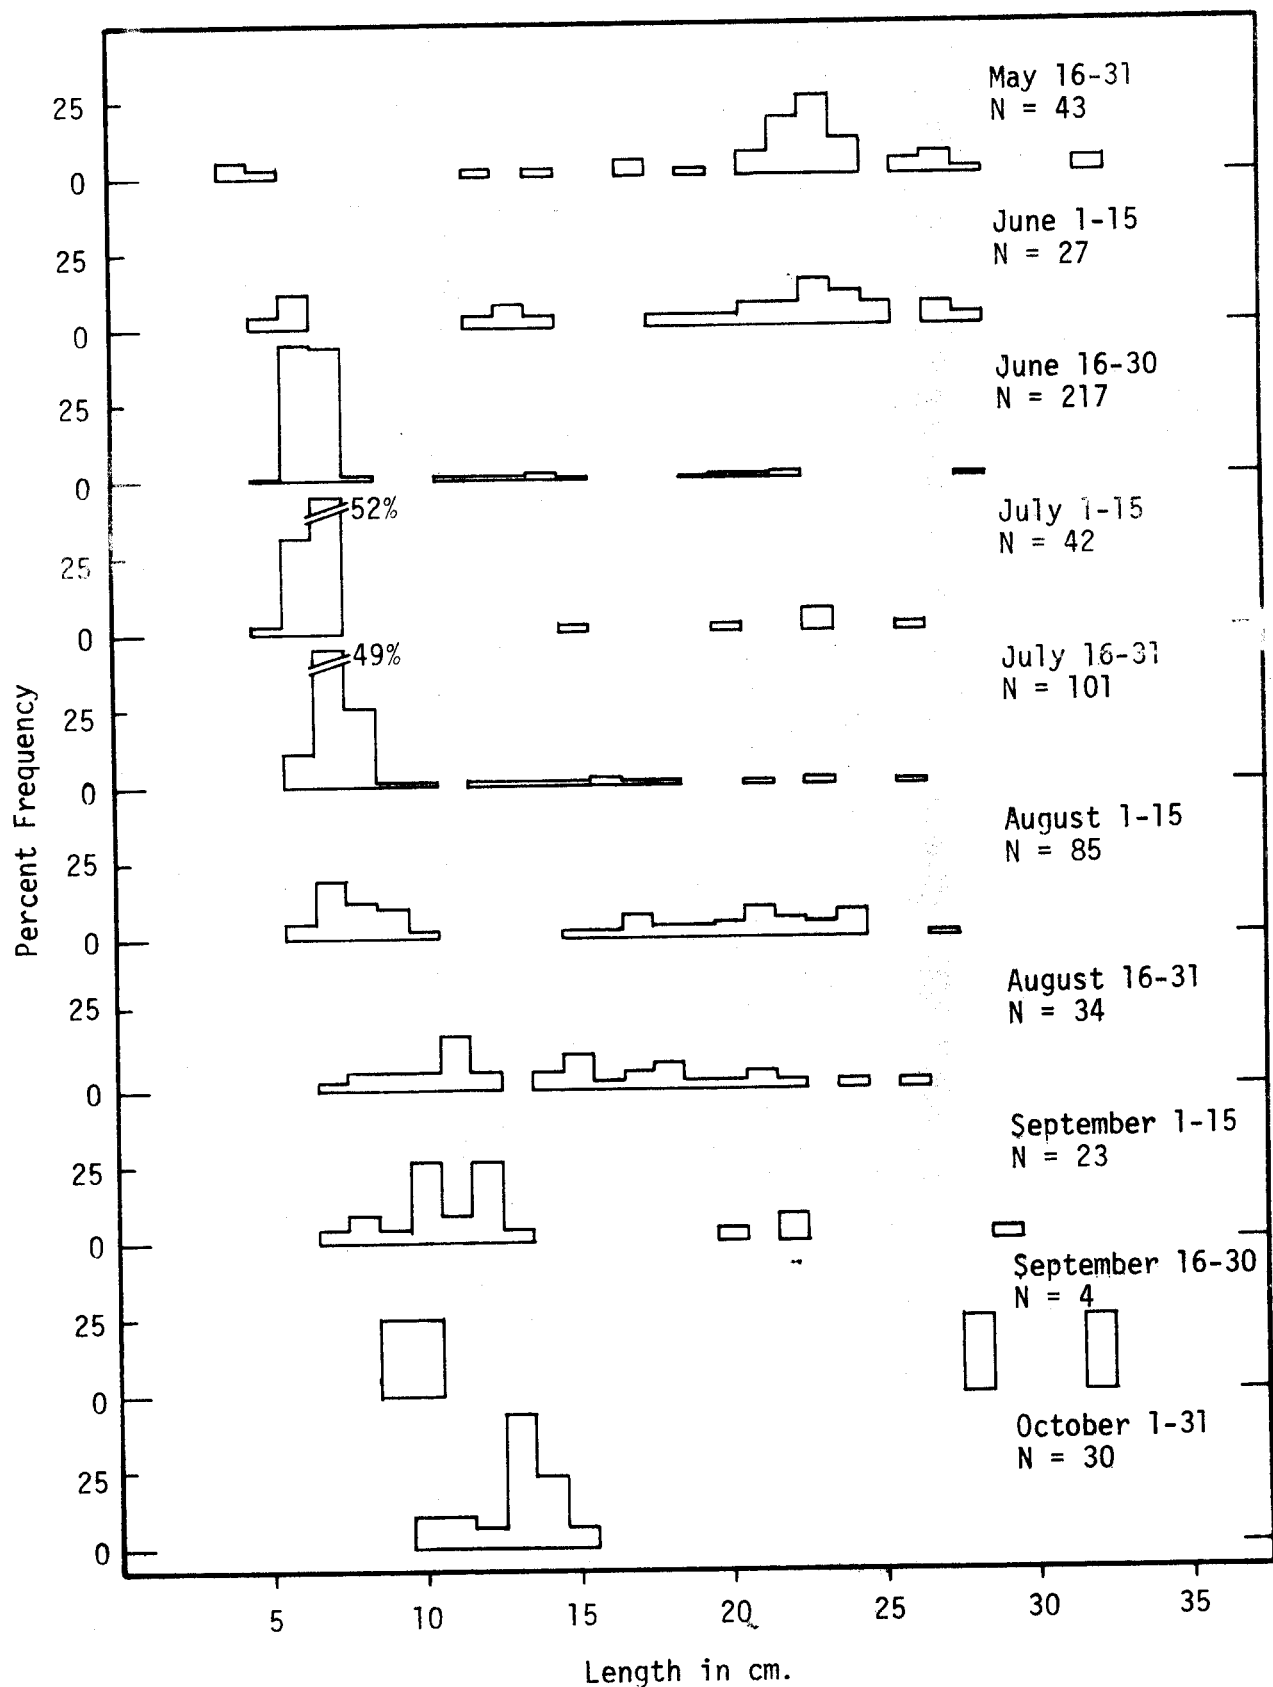 May 16-31
N = 43
25
0
June 1-15
N = 27
25
0
June 16-30
N = 217
25
0
52%
July 1-15
N = 42
25
0
49%
July 16-31
N = 101
25
0
August 1-15
N = 85
25
0
August 16-31
N = 34
25
0
September 1-15
N = 23
25
0
September 16-30
N = 4
25
0
October 1-31
N = 30
25
0
Percent Frequency
5 10 15 20 25 30 35
Length in cm.